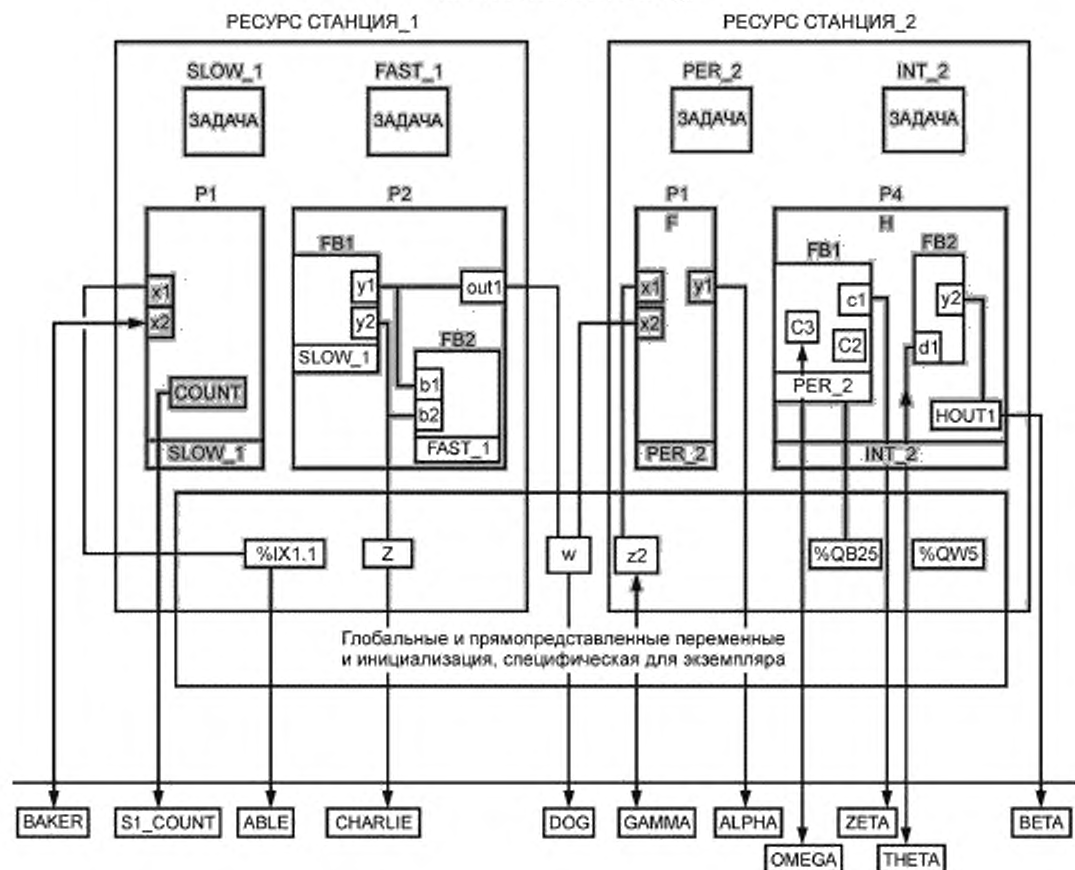 РЕСУРС СТАНЦИЯ_1
РЕСУРС СТАНЦИЯ_2
SLOW_1
FAST_1
PER_2
INT_2
ЗАДАЧА
ЗАДАЧА
ЗАДАЧА
ЗАДАЧА
P1
P2
P1
P4
F
H
FB1
FB1
FB2
x1
y1
out1
x1
y1
c1
y2
x2
y2
x2
C3
C2
d1
FB2
SLOW_1
b1
PER_2
COUNT
b2
HOUT1
FAST_1
SLOW_1
PER_2
INT_2
%IX1.1
Z
w
z2
%QB25
%QW5
Глобальные и прямопредставленные переменные
и инициализация, специфическая для экземпляра
BAKER
S1_COUNT
ABLE
CHARLIE
DOG
GAMMA
ALPHA
ZETA
BETA
OMEGA
THETA